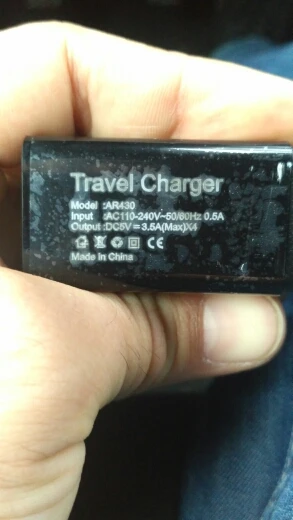 Travel Charger
Model :AR430
Input :AC110-240V~50/60Hz 0.5A
Output :DC5V⎓3.5A(Max)X4
CE
Made In China